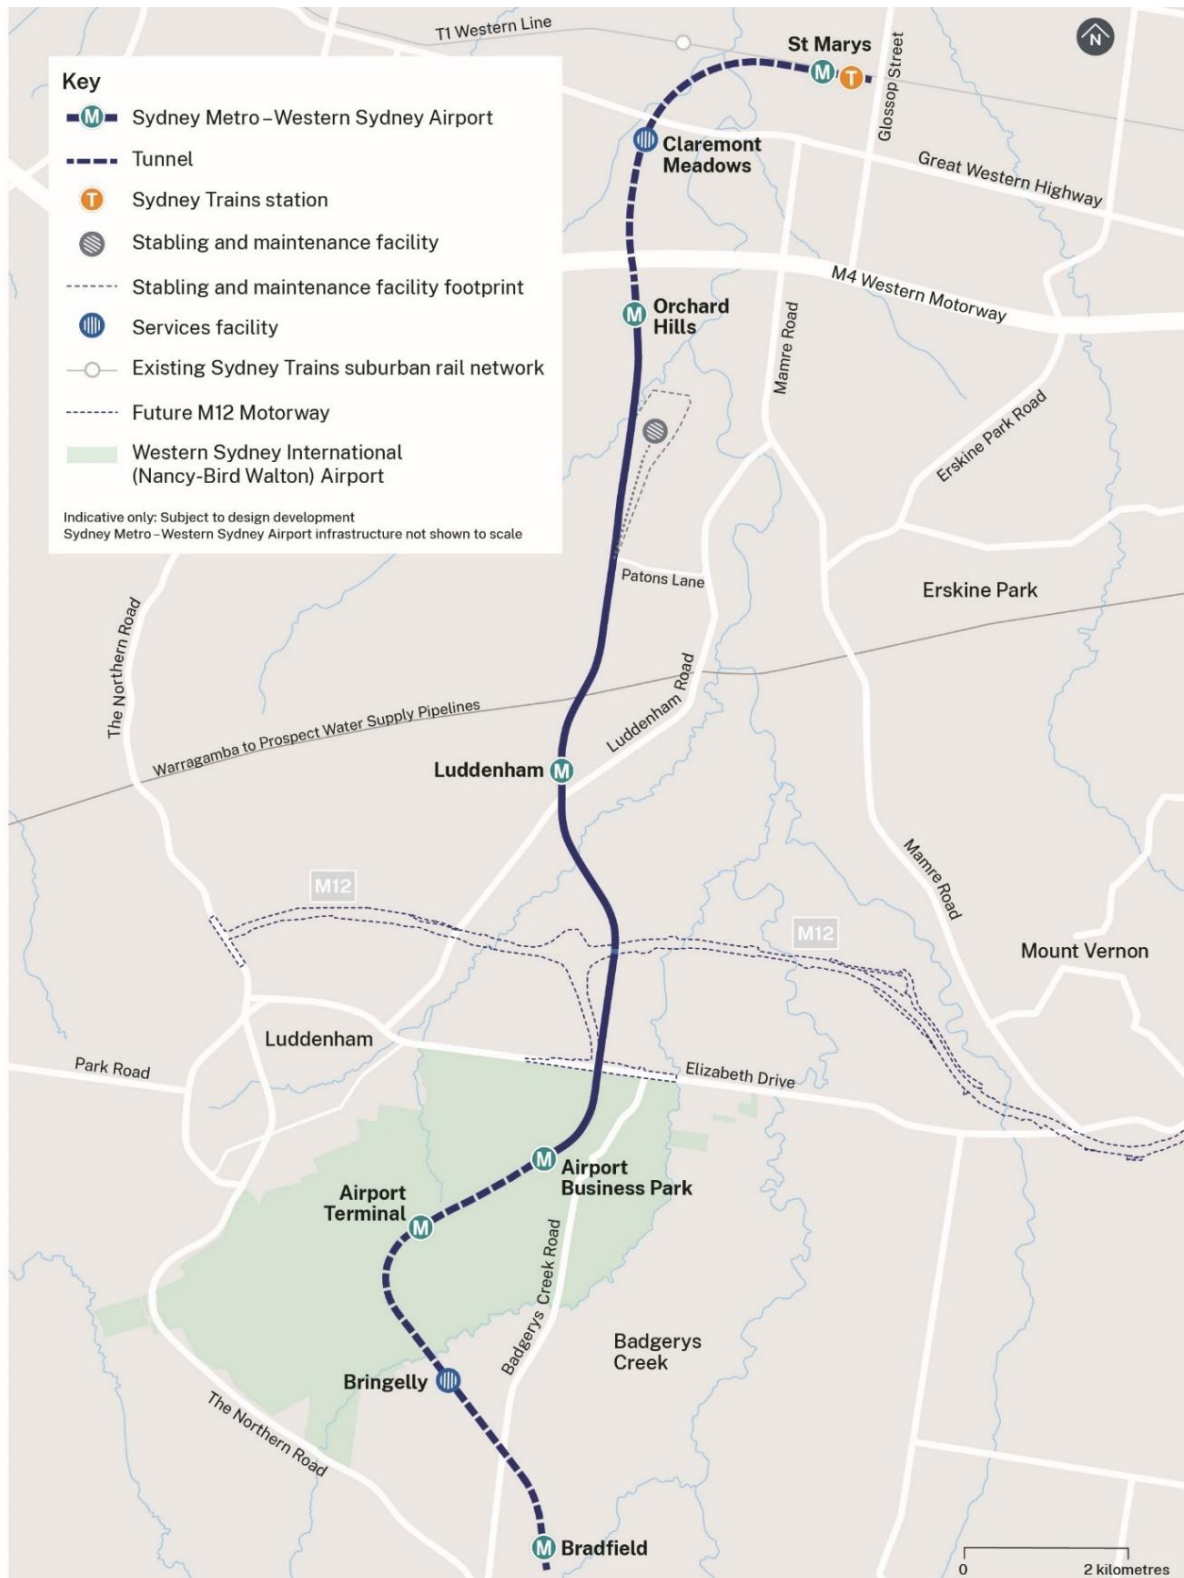 T1 Western Line
N
St Marys
M
T
Glossop Street
Key
M
Sydney Metro – Western Sydney Airport
Tunnel
T
Sydney Trains station
Stabling and maintenance facility
Stabling and maintenance facility footprint
Services facility
Existing Sydney Trains suburban rail network
Future M12 Motorway
Western Sydney International
(Nancy-Bird Walton) Airport
Indicative only: Subject to design development
Sydney Metro – Western Sydney Airport infrastructure not shown to scale
Claremont
Meadows
Great Western Highway
M4 Western Motorway
M
Orchard
Hills
Mamre Road
Erskine Park Road
Patons Lane
Erskine Park
The Northern Road
Luddenham Road
Warragamba to Prospect Water Supply Pipelines
Luddenham
M
Mamre Road
M12
M12
Mount Vernon
Luddenham
Park Road
Elizabeth Drive
M
Airport
Business Park
Airport
Terminal
M
Badgerys Creek Road
Badgerys
Creek
Bringelly
The Northern Road
M
Bradfield
0
2 kilometres